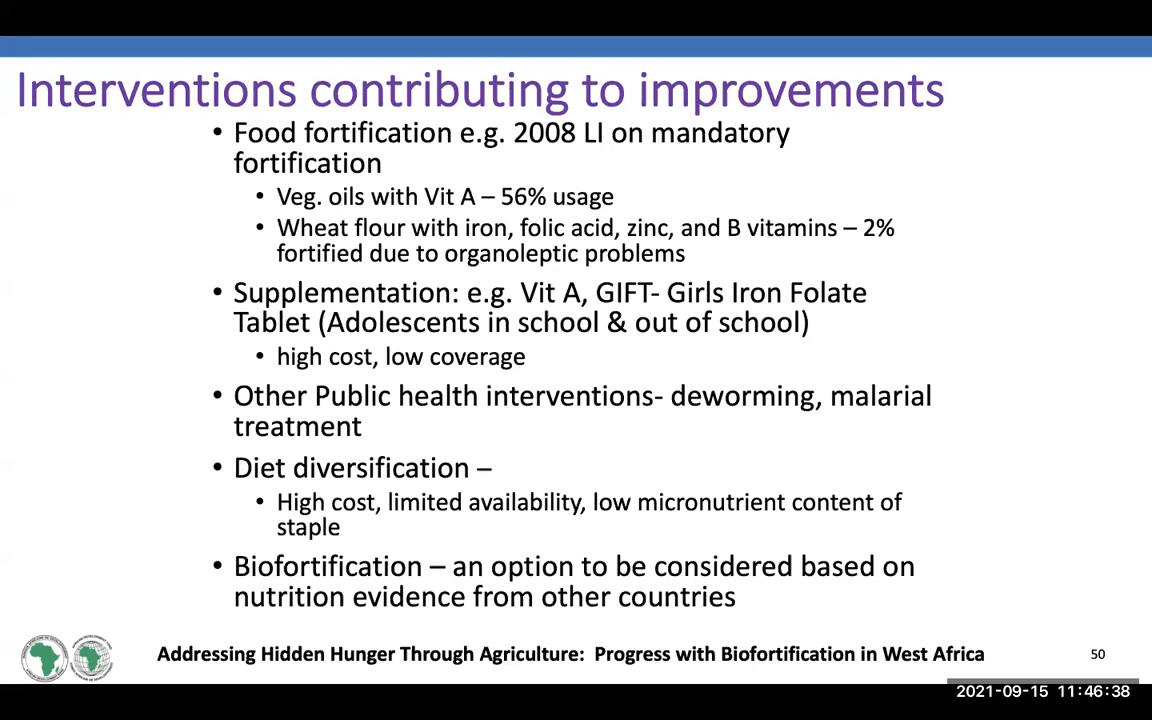 Interventions contributing to improvements
• Food fortification e.g. 2008 LI on mandatory
fortification
• Veg. oils with Vit A – 56% usage
• Wheat flour with iron, folic acid, zinc, and B vitamins – 2%
fortified due to organoleptic problems
• Supplementation: e.g. Vit A, GIFT- Girls Iron Folate
Tablet (Adolescents in school & out of school)
• high cost, low coverage
• Other Public health interventions- deworming, malarial
treatment
• Diet diversification –
• High cost, limited availability, low micronutrient content of
staple
• Biofortification – an option to be considered based on
nutrition evidence from other countries
Addressing Hidden Hunger Through Agriculture: Progress with Biofortification in West Africa
50
2021-09-15 11:46:38